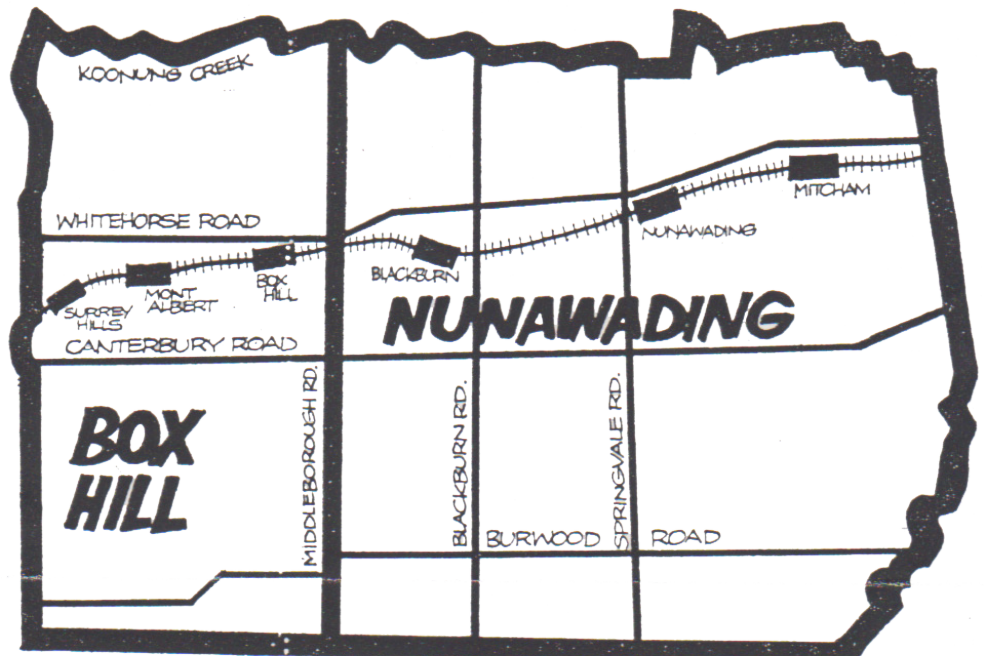 KOONUNG CREEK
WHITEHORSE ROAD
MITCHAM
NUNAWADING
BLACKBURN
BOX
HILL
MONT
ALBERT
SURREY
HILLS
NUNAWADING
CANTERBURY ROAD
BOX
HILL
MIDDLEBOROUGH RD.
BLACKBURN RD.
SPRINGVALE RD.
BURWOOD ROAD